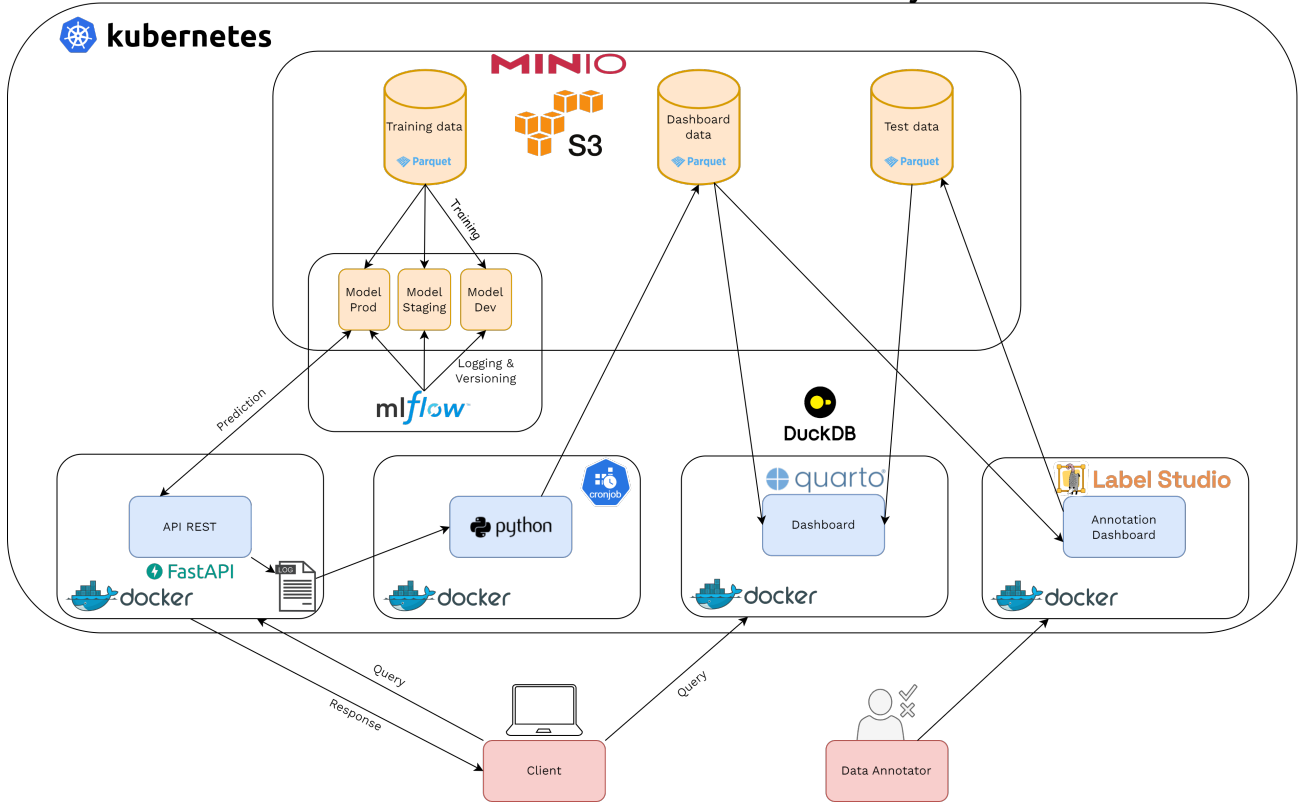 kubernetes
MINIO
S3
Training data
Parquet
Dashboard
data
Parquet
Test data
Parquet
Training
Model
Prod
Model
Staging
Model
Dev
Logging &
Versioning
mlflow
Prediction
DuckDB
API REST
FastAPI
LOG
docker
python
cronjob
docker
quarto
Dashboard
docker
Label Studio
Annotation
Dashboard
docker
Query
Response
Query
Client
Data Annotator